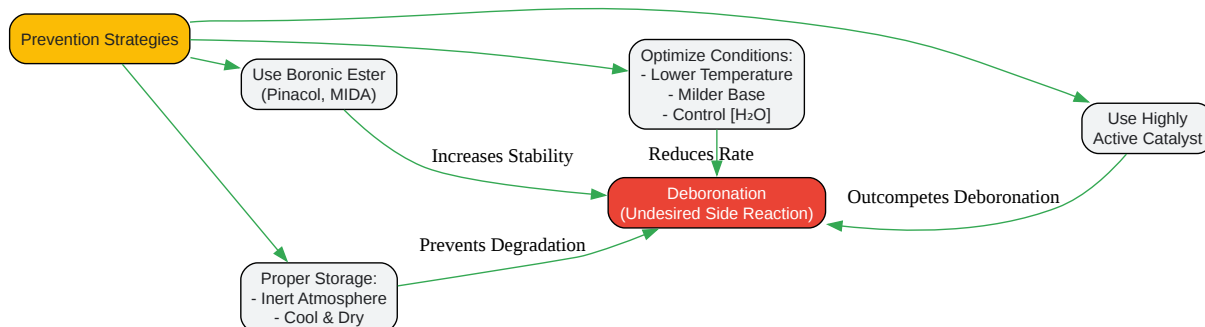 Prevention Strategies
Use Boronic Ester
(Pinacol, MIDA)
Optimize Conditions:
- Lower Temperature
- Milder Base
- Control [H₂O]
Use Highly
Active Catalyst
Increases Stability
Reduces Rate
Deboronation
(Undesired Side Reaction)
Outcompetes Deboronation
Prevents Degradation
Proper Storage:
- Inert Atmosphere
- Cool & Dry